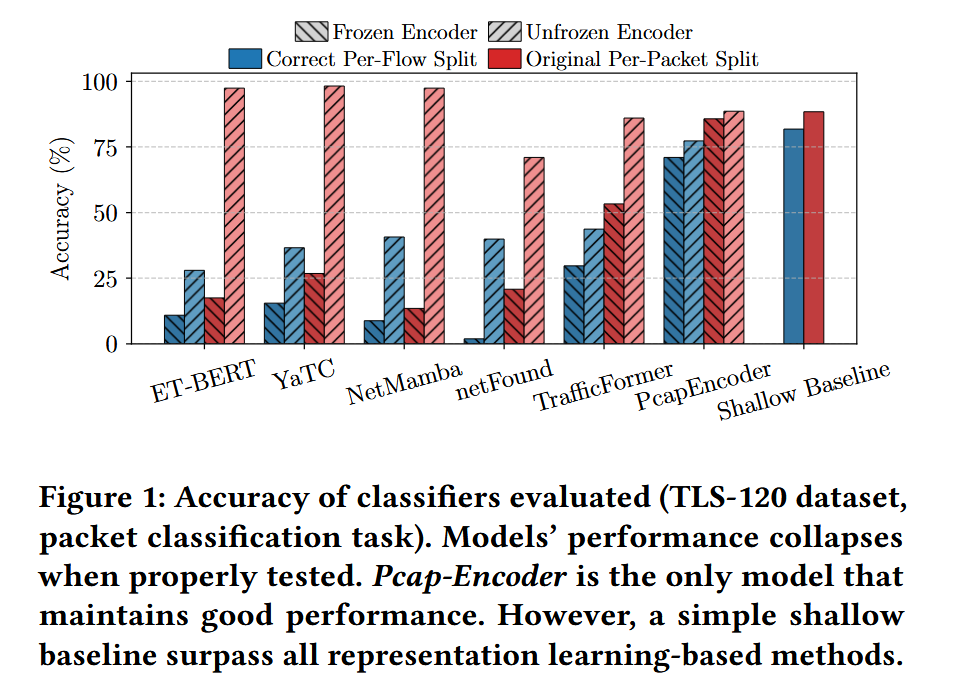 Frozen Encoder Unfrozen Encoder
Correct Per-Flow Split Original Per-Packet Split
100
75
50
25
0
Accuracy (%)
ET-BERT YaTC NetMamba netFound TrafficFormer PcapEncoder Shallow Baseline
Figure 1: Accuracy of classifiers evaluated (TLS-120 dataset,
packet classification task). Models’ performance collapses
when properly tested. Pcap-Encoder is the only model that
maintains good performance. However, a simple shallow
baseline surpass all representation learning-based methods.